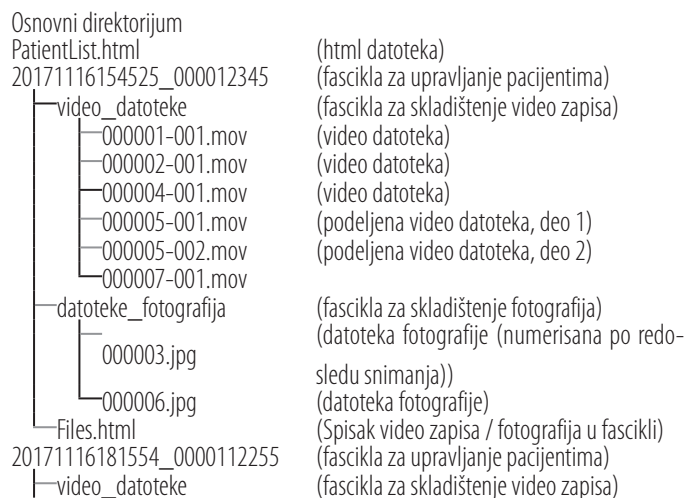 Osnovni direktorijum
PatientList.html (html datoteka)
20171116154525_000012345 (fascikla za upravljanje pacijentima)
video_datoteke (fascikla za skladištenje video zapisa)
000001-001.mov (video datoteka)
000002-001.mov (video datoteka)
000004-001.mov (video datoteka)
000005-001.mov (podeljena video datoteka, deo 1)
000005-002.mov (podeljena video datoteka, deo 2)
000007-001.mov
datoteke_fotografija (fascikla za skladištenje fotografija)
000003.jpg (datoteka fotografije (numerisana po redo-
sledu snimanja))
000006.jpg (datoteka fotografije)
Files.html (Spisak video zapisa / fotografija u fascikli)
20171116181554_0000112255 (fascikla za upravljanje pacijentima)
video_datoteke (fascikla za skladištenje video zapisa)